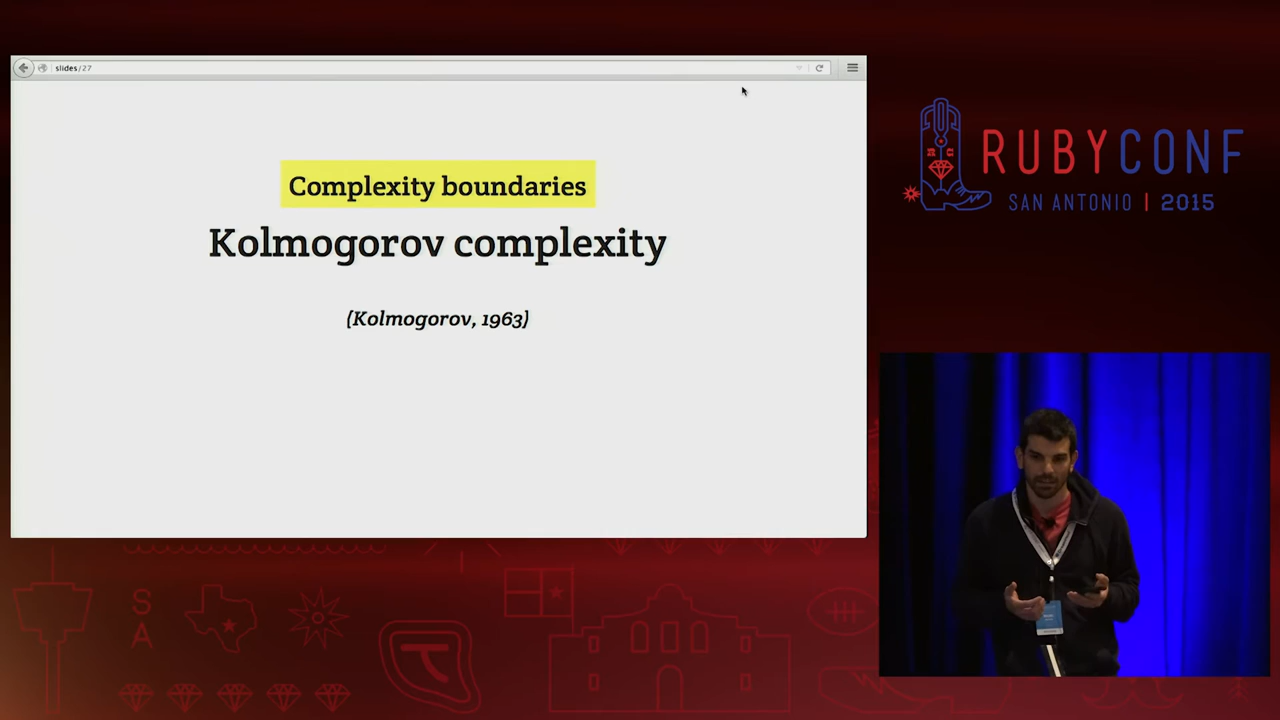 slides/27
Complexity boundaries
Kolmogorov complexity
(Kolmogorov, 1963)
RUBYCONF
SAN ANTONIO | 2015
S
A